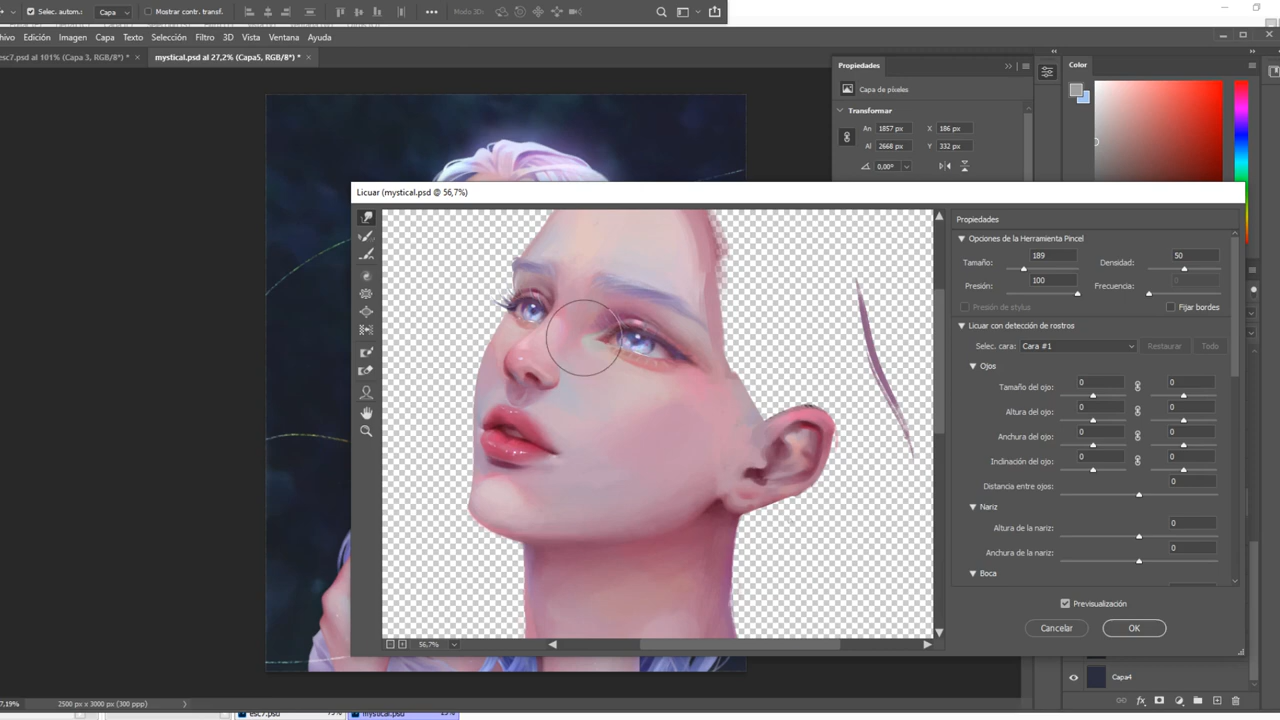 Selec. autom.: Capa Mostrar contr. transf. Modo 3D:
Edición Imagen Capa Texto Selección Filtro 3D Vista Ventana Ayuda
esc7.psd al 101% (Capa 3, RGB/8*) * ×
mystical.psd al 27,2% (Capa5, RGB/8*) * ×
Propiedades
Capa de píxeles
Transformar
An 1857 px X 186 px
Al 2668 px Y 332 px
0,00°
Color
Licuar (mystical.psd @ 56,7%)
Propiedades
Opciones de la Herramienta Pincel
Tamaño: 189 Densidad: 50
Presión: 100 Frecuencia: 0
Presión de stylus Fijar bordes
Licuar con detección de rostros
Selec. cara: Cara #1 Restaurar Todo
Ojos
Tamaño del ojo: 0 0
Altura del ojo: 0 0
Anchura del ojo: 0 0
Inclinación del ojo: 0 0
Distancia entre ojos: 0
Nariz
Altura de la nariz: 0
Anchura de la nariz: 0
Boca
Previsualización
Cancelar OK
56,7%
Capa4
fx
7,19% 2500 px x 3000 px (300 ppp)
esc7.psd 75% mystical.psd